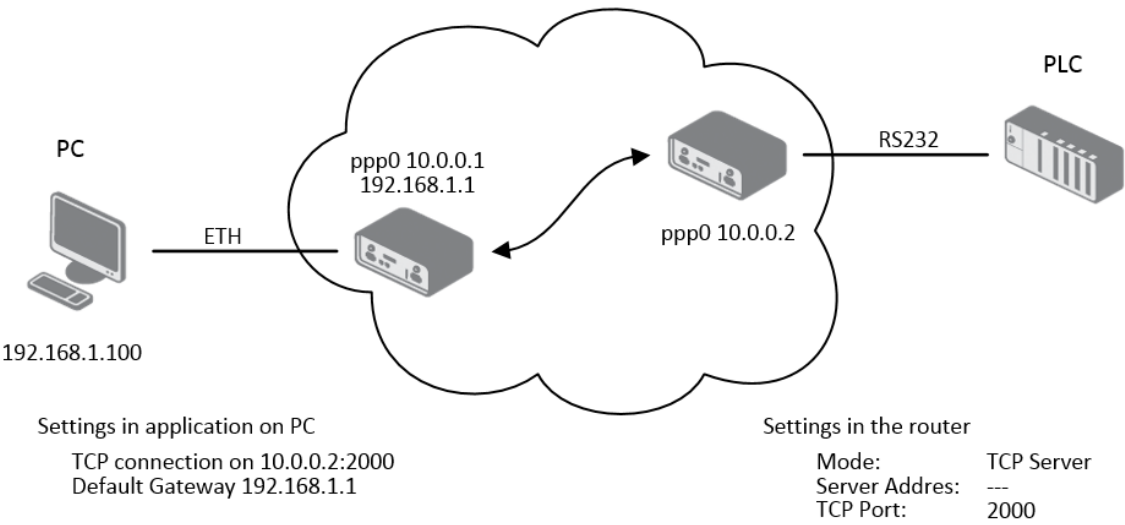 PLC
PC
RS232
ppp0 10.0.0.1
192.168.1.1
ETH
ppp0 10.0.0.2
192.168.1.100
Settings in application on PC
TCP connection on 10.0.0.2:2000
Default Gateway 192.168.1.1
Settings in the router
Mode: TCP Server
Server Addres: ---
TCP Port: 2000